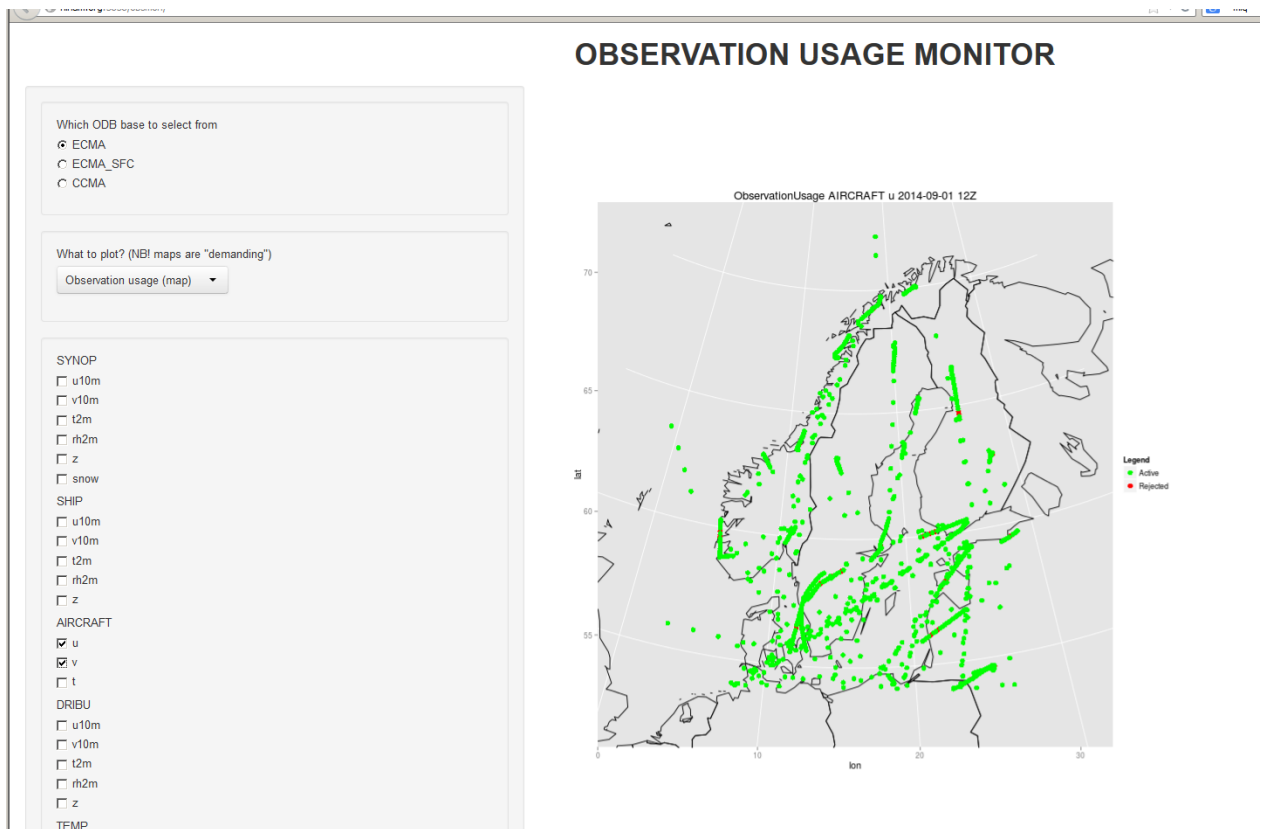 OBSERVATION USAGE MONITOR
Which ODB base to select from
ECMA
ECMA_SFC
CCMA
What to plot? (NB! maps are "demanding")
Observation usage (map)
SYNOP
u10m
v10m
t2m
rh2m
z
snow
SHIP
u10m
v10m
t2m
rh2m
z
AIRCRAFT
u
v
t
DRIBU
u10m
v10m
t2m
rh2m
z
TEMP
ObservationUsage AIRCRAFT u 2014-09-01 12Z
70
65
60
55
lat
0
10
20
30
lon
Legend
Active
Rejected